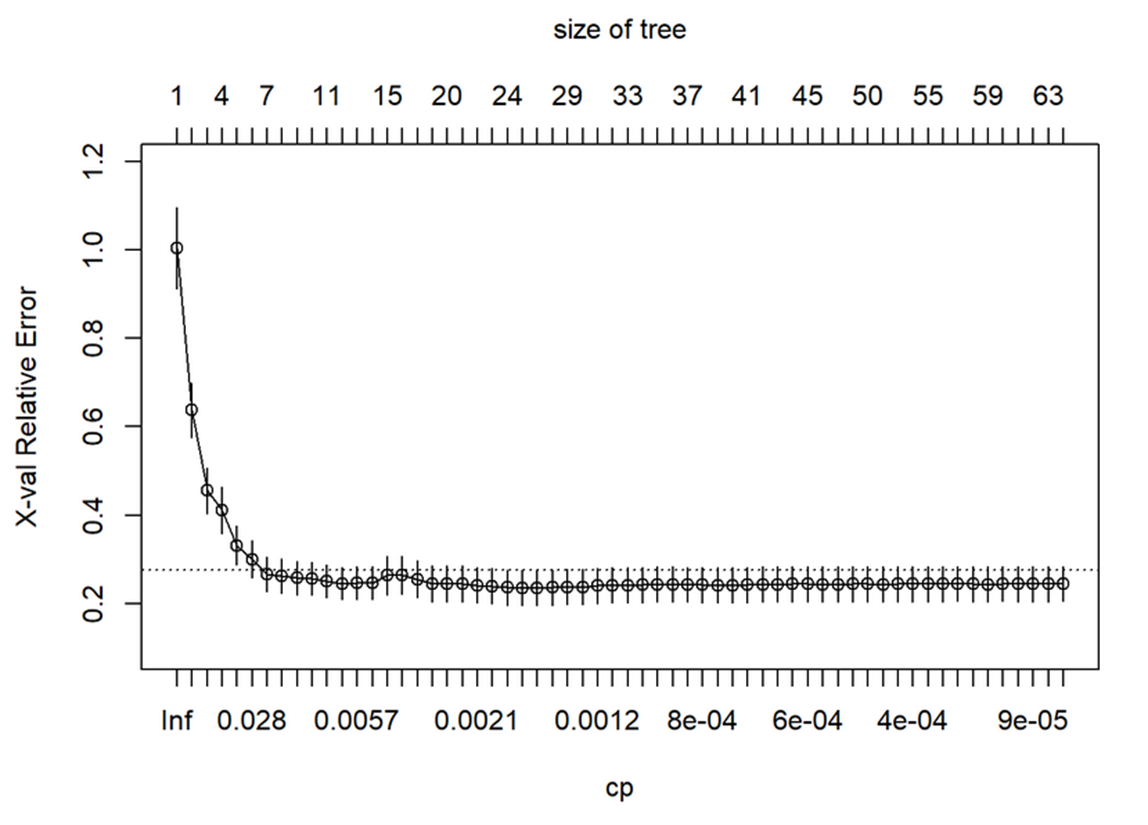 size of tree
1 4 7 11 15 20 24 29 33 37 41 45 50 55 59 63
X-val Relative Error
1.2
1.0
0.8
0.6
0.4
0.2
Inf 0.028 0.0057 0.0021 0.0012 8e-04 6e-04 4e-04 9e-05
cp